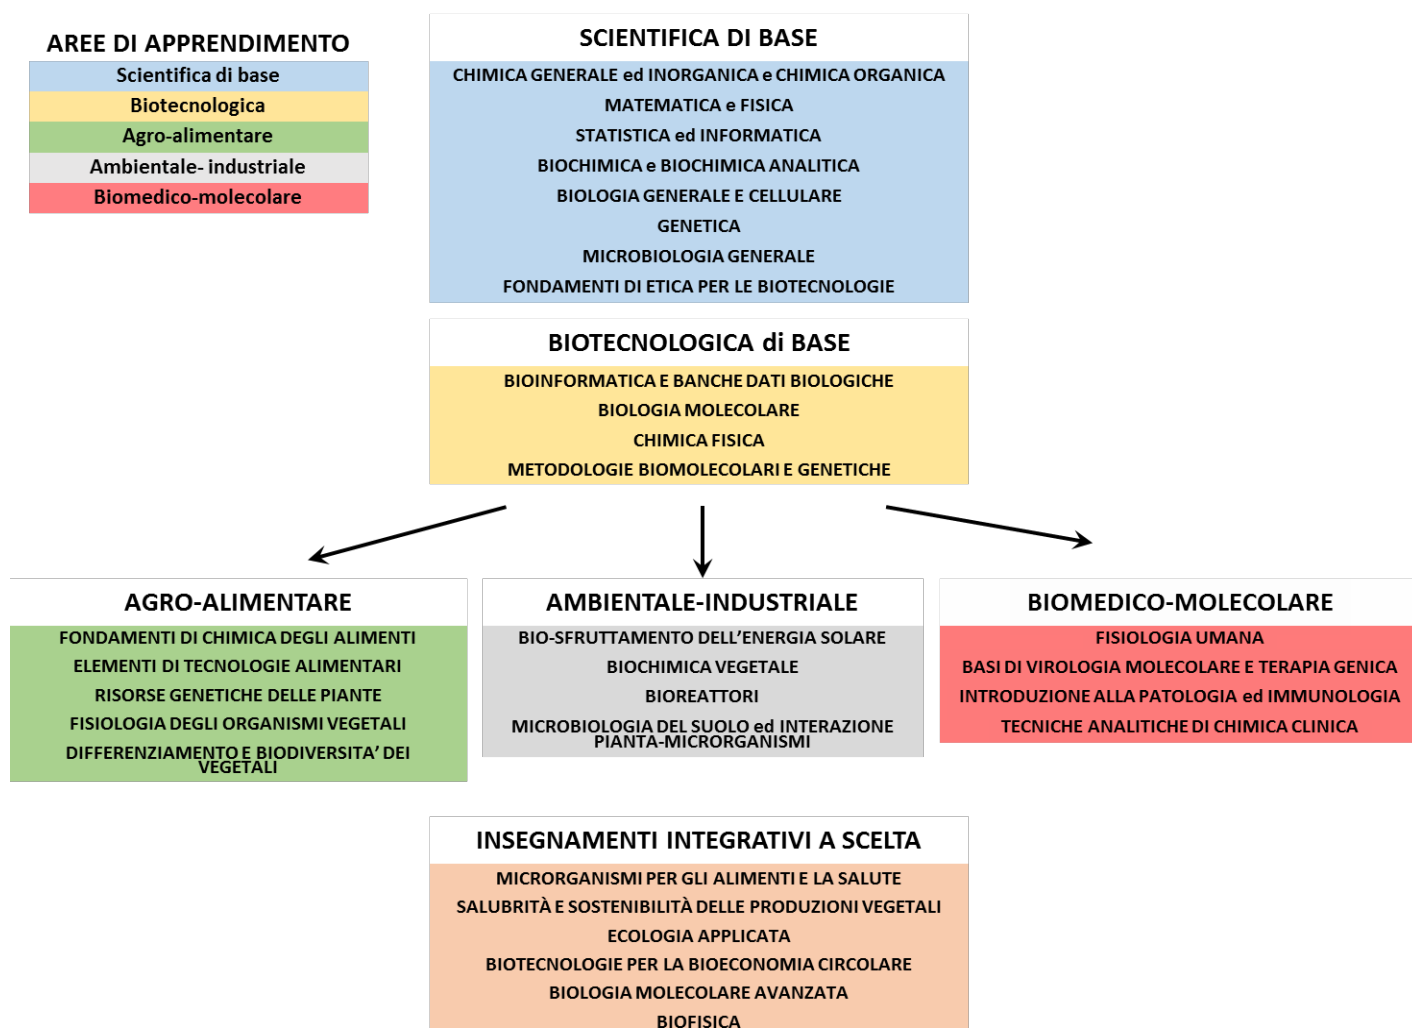 AREE DI APPRENDIMENTO
Scientifica di base
Biotecnologica
Agro-alimentare
Ambientale- industriale
Biomedico-molecolare
SCIENTIFICA DI BASE
CHIMICA GENERALE ed INORGANICA e CHIMICA ORGANICA
MATEMATICA e FISICA
STATISTICA ed INFORMATICA
BIOCHIMICA e BIOCHIMICA ANALITICA
BIOLOGIA GENERALE E CELLULARE
GENETICA
MICROBIOLOGIA GENERALE
FONDAMENTI DI ETICA PER LE BIOTECNOLOGIE
BIOTECNOLOGICA di BASE
BIOINFORMATICA E BANCHE DATI BIOLOGICHE
BIOLOGIA MOLECOLARE
CHIMICA FISICA
METODOLOGIE BIOMOLECOLARI E GENETICHE
AGRO-ALIMENTARE
FONDAMENTI DI CHIMICA DEGLI ALIMENTI
ELEMENTI DI TECNOLOGIE ALIMENTARI
RISORSE GENETICHE DELLE PIANTE
FISIOLOGIA DEGLI ORGANISMI VEGETALI
DIFFERENZIAMENTO E BIODIVERSITA' DEI
VEGETALI
AMBIENTALE-INDUSTRIALE
BIO-SFRUTTAMENTO DELL'ENERGIA SOLARE
BIOCHIMICA VEGETALE
BIOREATTORI
MICROBIOLOGIA DEL SUOLO ed INTERAZIONE
PIANTA-MICRORGANISMI
BIOMEDICO-MOLECOLARE
FISIOLOGIA UMANA
BASI DI VIROLOGIA MOLECOLARE E TERAPIA GENICA
INTRODUZIONE ALLA PATOLOGIA ed IMMUNOLOGIA
TECNICHE ANALITICHE DI CHIMICA CLINICA
INSEGNAMENTI INTEGRATIVI A SCELTA
MICRORGANISMI PER GLI ALIMENTI E LA SALUTE
SALUBRITÀ E SOSTENIBILITÀ DELLE PRODUZIONI VEGETALI
ECOLOGIA APPLICATA
BIOTECNOLOGIE PER LA BIOECONOMIA CIRCOLARE
BIOLOGIA MOLECOLARE AVANZATA
BIOFISICA